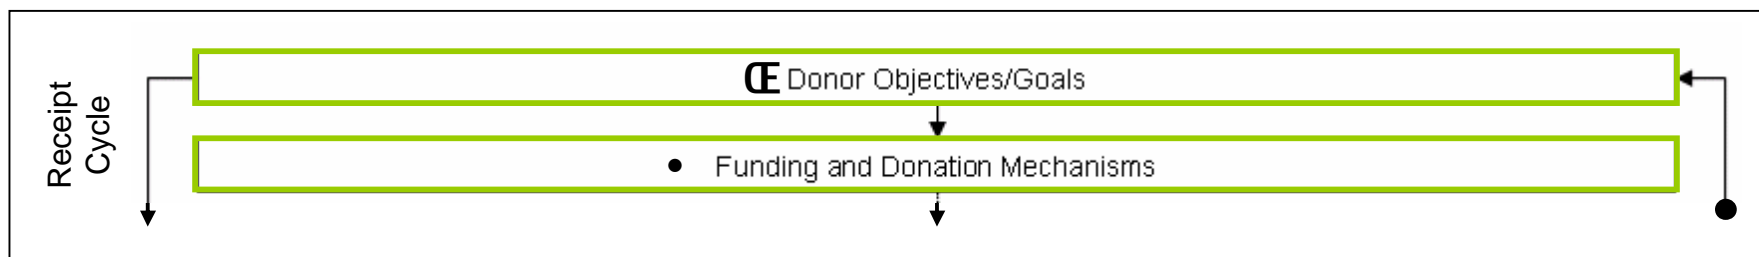 Receipt
Cycle
Œ Donor Objectives/Goals
● Funding and Donation Mechanisms